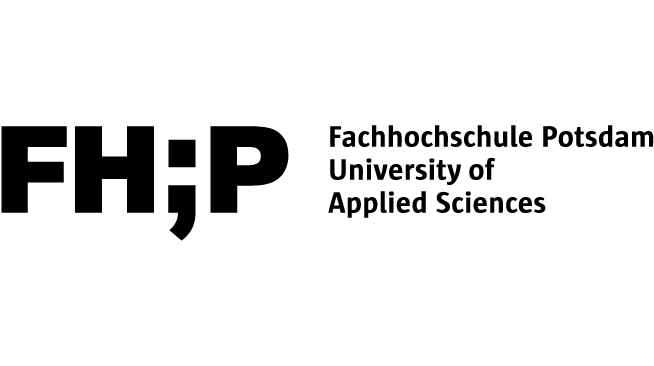 FH;P
Fachhochschule Potsdam
University of
Applied Sciences